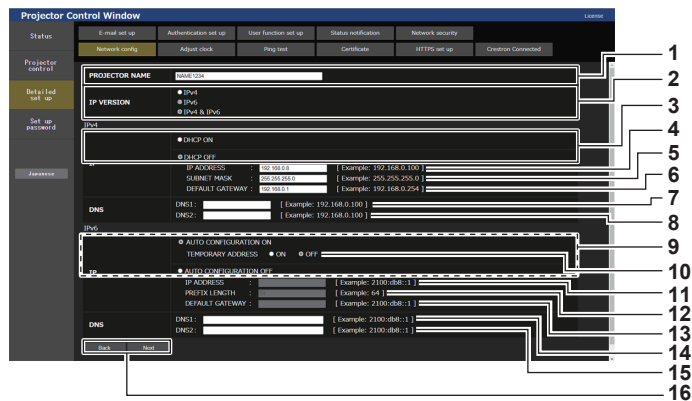 Projector Control Window
License
Status
E-mail set up
Authentication set up
User function set up
Status notification
Network security
Network config
Adjust clock
Ping test
Certificate
HTTPS set up
Crestron Connected
Projector
control
Detailed
set up
Set up
password
Japanese
PROJECTOR NAME
NAME1234
IP VERSION
IPv4
IPv6
IPv4 & IPv6
IPv4
IP
DHCP ON
DHCP OFF
IP ADDRESS : 192.168.0.8 [ Example: 192.168.0.100 ]
SUBNET MASK : 255.255.255.0 [ Example: 255.255.255.0 ]
DEFAULT GATEWAY : 192.168.0.1 [ Example: 192.168.0.254 ]
DNS
DNS1: [ Example: 192.168.0.100 ]
DNS2: [ Example: 192.168.0.100 ]
IPv6
IP
AUTO CONFIGURATION ON
TEMPORARY ADDRESS ON OFF
AUTO CONFIGURATION OFF
IP ADDRESS : [ Example: 2100:db8::1 ]
PREFIX LENGTH : [ Example: 64 ]
DEFAULT GATEWAY : [ Example: 2100:db8::1 ]
DNS
DNS1: [ Example: 2100:db8::1 ]
DNS2: [ Example: 2100:db8::1 ]
Back Next
1
2
3
4
5
6
7
8
9
10
11
12
13
14
15
16